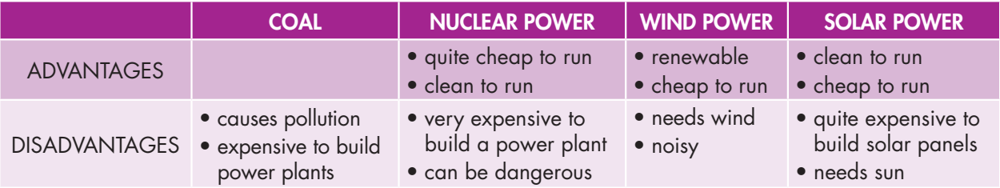 COAL NUCLEAR POWER WIND POWER SOLAR POWER
ADVANTAGES
• quite cheap to run
• clean to run
• renewable
• cheap to run
• clean to run
• cheap to run
DISADVANTAGES
• causes pollution
• expensive to build
power plants
• very expensive to
build a power plant
• can be dangerous
• needs wind
• noisy
• quite expensive to
build solar panels
• needs sun